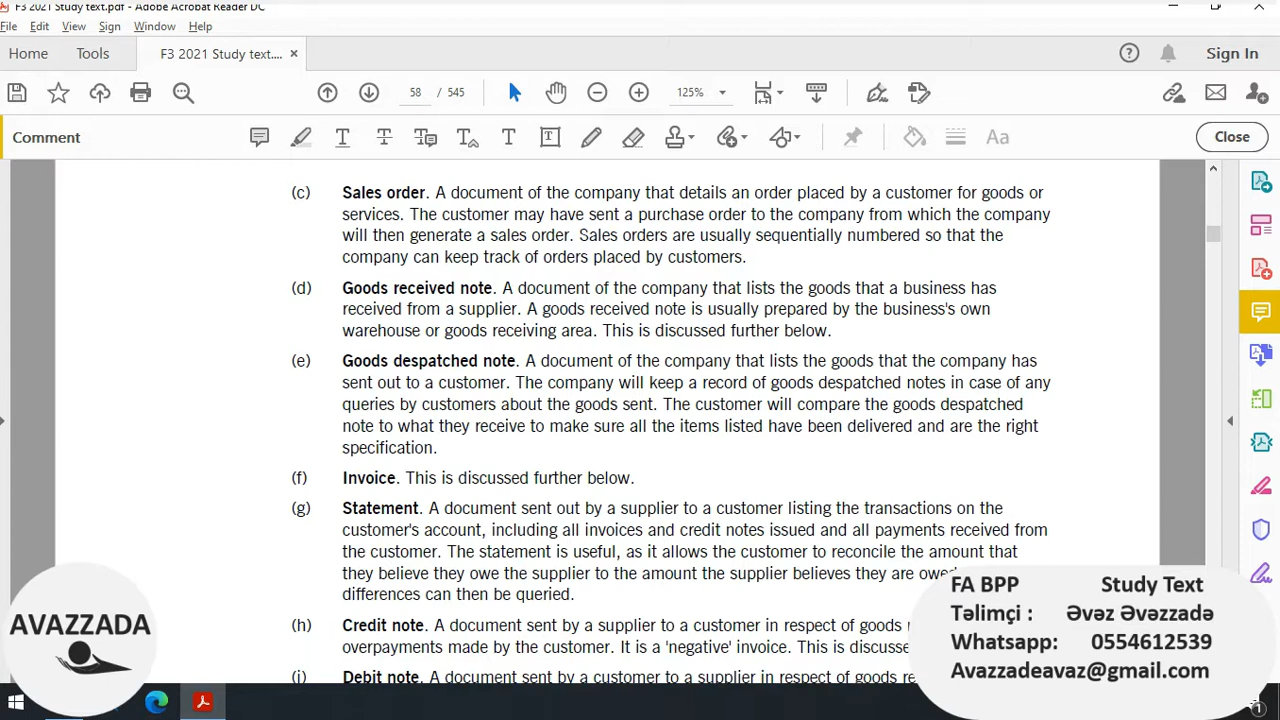 F3 2021 Study text.pdf - Adobe Acrobat Reader DC
File Edit View Sign Window Help
Home Tools F3 2021 Study text.... × Sign In
58 / 545 125%
Comment Close
(c) Sales order. A document of the company that details an order placed by a customer for goods or
services. The customer may have sent a purchase order to the company from which the company
will then generate a sales order. Sales orders are usually sequentially numbered so that the
company can keep track of orders placed by customers.
(d) Goods received note. A document of the company that lists the goods that a business has
received from a supplier. A goods received note is usually prepared by the business's own
warehouse or goods receiving area. This is discussed further below.
(e) Goods despatched note. A document of the company that lists the goods that the company has
sent out to a customer. The company will keep a record of goods despatched notes in case of any
queries by customers about the goods sent. The customer will compare the goods despatched
note to what they receive to make sure all the items listed have been delivered and are the right
specification.
(f) Invoice. This is discussed further below.
(g) Statement. A document sent out by a supplier to a customer listing the transactions on the
customer's account, including all invoices and credit notes issued and all payments received from
the customer. The statement is useful, as it allows the customer to reconcile the amount that
they believe they owe the supplier to the amount the supplier believes they are owed
differences can then be queried.
(h) Credit note. A document sent by a supplier to a customer in respect of goods
overpayments made by the customer. It is a 'negative' invoice. This is discusse
(i) Debit note. A document sent by a customer to a supplier in respect of goods re
AVAZZADA
FA BPP Study Text
Təlimçi : Əvəz Əvəzzadə
Whatsapp: 0554612539
Avazzadeavaz@gmail.com